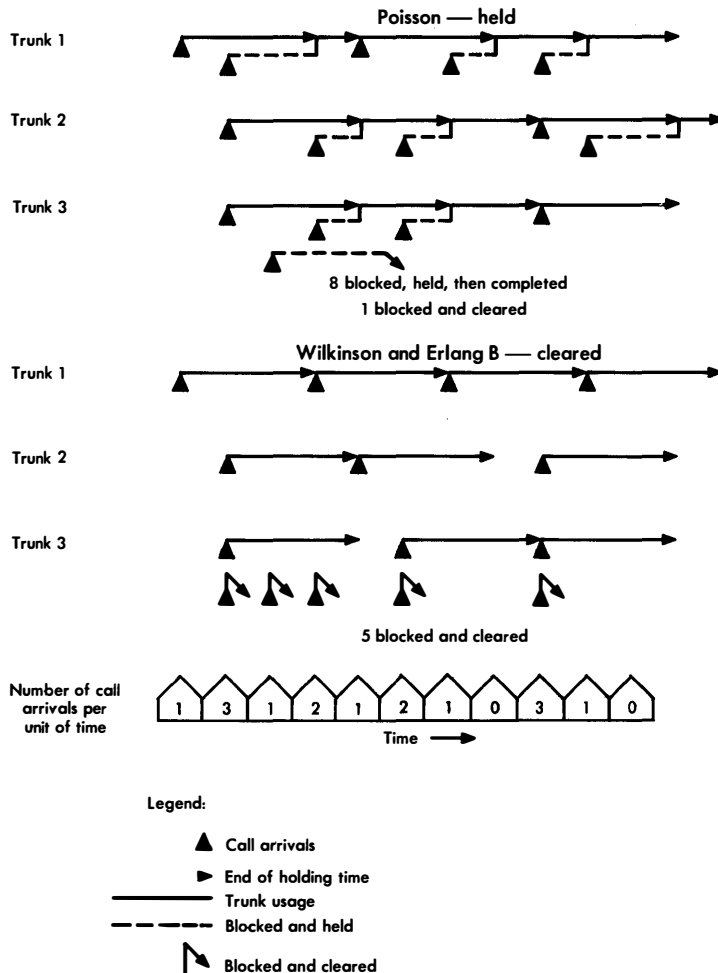 Poisson — held
Trunk 1
Trunk 2
Trunk 3
8 blocked, held, then completed
1 blocked and cleared
Wilkinson and Erlang B — cleared
Trunk 1
Trunk 2
Trunk 3
5 blocked and cleared
Number of call
arrivals per
unit of time
1 3 1 2 1 2 1 0 3 1 0
Time
Legend:
Call arrivals
End of holding time
Trunk usage
Blocked and held
Blocked and cleared